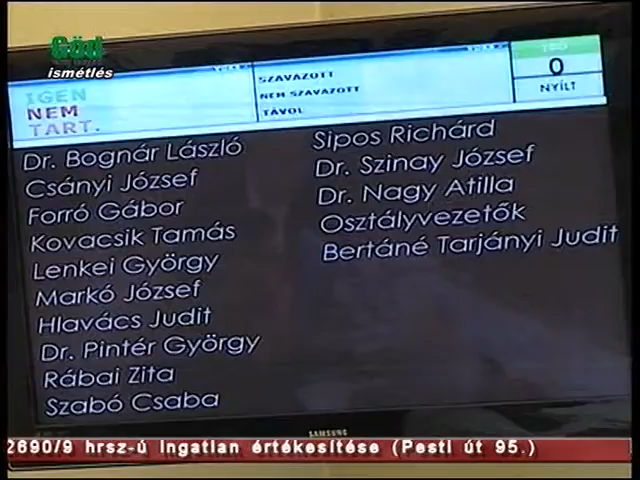 Göd
ismétlés
IGEN
NEM
TART.
SZAVAZOTT
NEM SZAVAZOTT
TÁVOL
0
NYÍLT
Dr. Bognár László
Csányi József
Forró Gábor
Kovacsik Tamás
Lenkei György
Markó József
Hlavács Judit
Dr. Pintér György
Rábai Zita
Szabó Csaba
Sipos Richárd
Dr. Szinay József
Dr. Nagy Atilla
Osztályvezetők
Bertáné Tarjányi Judit
SAMSUNG
2690/9 hrsz-ú ingatlan értékesítése (Pesti út 95.)